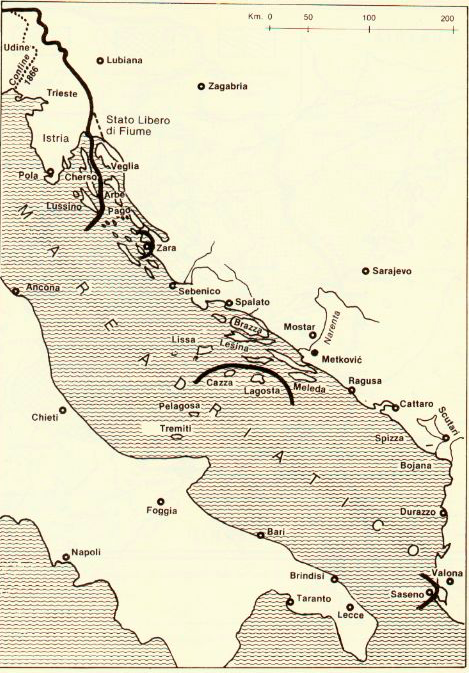 Km. 0 50 100 200
Udine
Confine
1866
Lubiana
Zagabria
Trieste
Stato Libero
di Fiume
Istria
Veglia
Pola
Cherso
Arbe
Lussino
Pago
Zara
Sarajevo
Ancona
Sebenico
Spalato
Brazza
Mostar
Narenta
Lissa
Lesina
Metković
Cazza
Lagosta
Meleda
Ragusa
Cattaro
Scutari
Pelagosa
Chieti
Tremiti
Spizza
Bojana
MARE ADRIATICO
Foggia
Durazzo
Bari
Napoli
Valona
Brindisi
Saseno
Taranto
Lecce